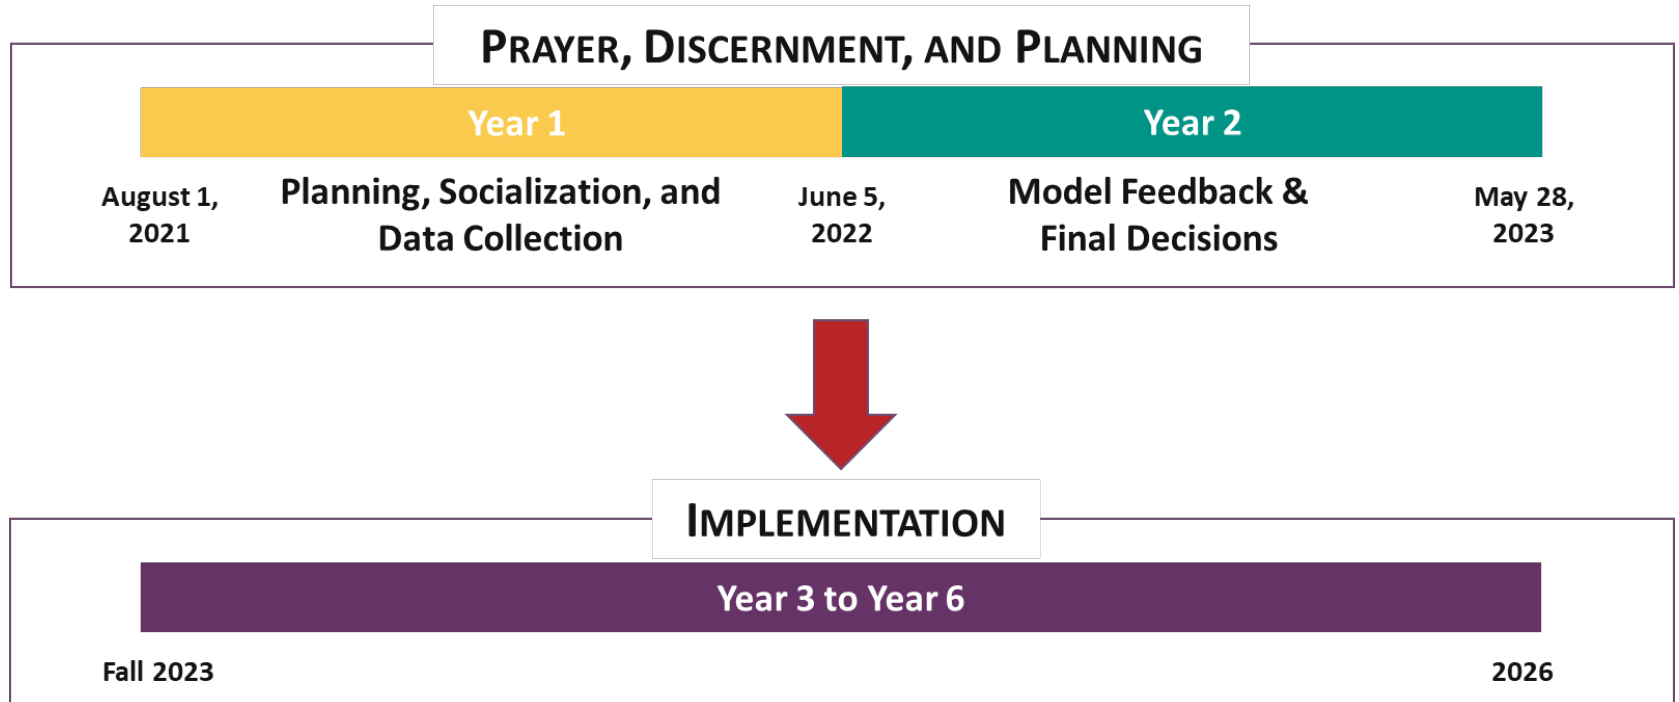 PRAYER, DISCERNMENT, AND PLANNING
Year 1
Year 2
August 1,
2021
Planning, Socialization, and
Data Collection
June 5,
2022
Model Feedback &
Final Decisions
May 28,
2023
IMPLEMENTATION
Year 3 to Year 6
Fall 2023
2026